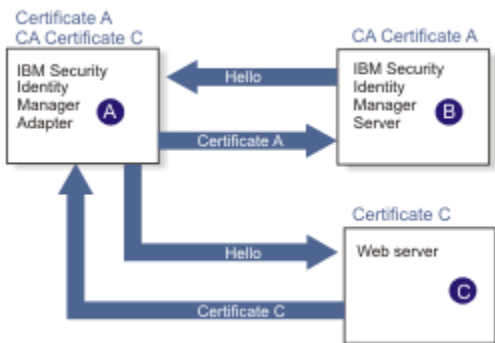 Certificate A
CA Certificate C
CA Certificate A
IBM Security
Identity
Manager
Adapter
A
Hello
IBM Security
Identity
Manager
Server
B
Certificate A
Certificate C
Hello
Web server
C
Certificate C